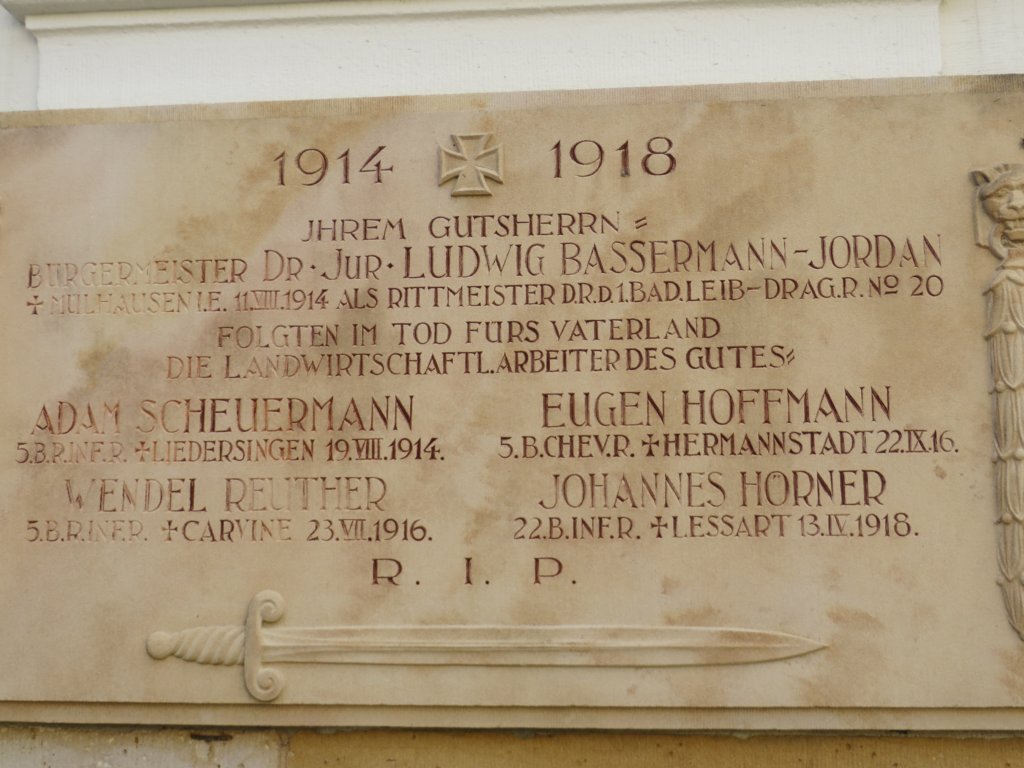 1914 1918
JHREM GUTSHERRN =
BÜRGERMEISTER DR·JUR·LUDWIG BASSERMANN-JORDAN
✝ MÜLHAUSEN I.E. 11.VIII.1914 ALS RITTMEISTER D.R.D.1.BAD.LEIB-DRAG.R. No 20
FOLGTEN IM TOD FÜRS VATERLAND
DIE LANDWIRTSCHAFTL.ARBEITER DES GUTES=
ADAM SCHEUERMANN
5.B.R.INF.R. ✝LIEDERSINGEN 19.VIII.1914.
EUGEN HOFFMANN
5.B.CHEV.R. ✝HERMANNSTADT 22.IX.16.
WENDEL REUTHER
5.B.R.INF.R. ✝CARVINE 23.VII.1916.
JOHANNES HÖRNER
22.B.INF.R. ✝LESSART 13.IV.1918.
R. I. P.